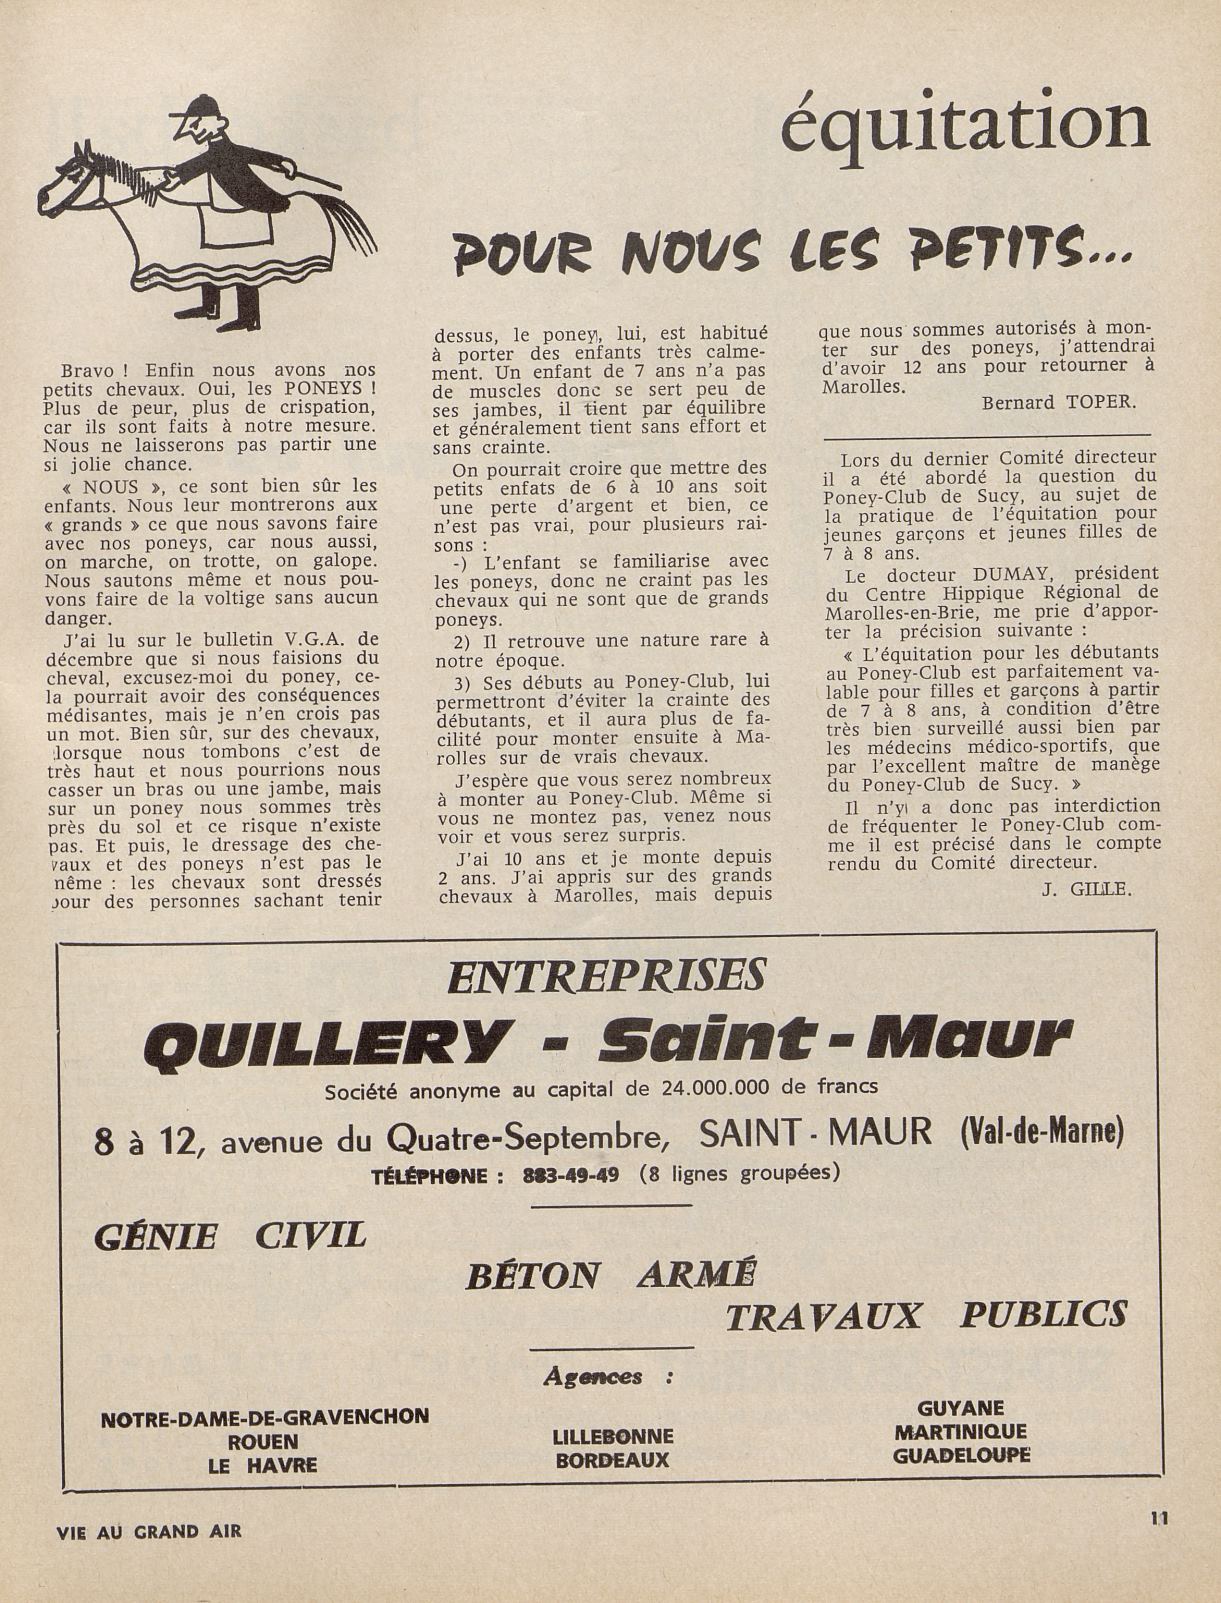 équitation
POUR NOUS LES PETITS...
Bravo ! Enfin nous avons nos
petits chevaux. Oui, les PONEYS !
Plus de peur, plus de crispation,
car ils sont faits à notre mesure.
Nous ne laisserons pas partir une
si jolie chance.
« NOUS », ce sont bien sûr les
enfants. Nous leur montrerons aux
« grands » ce que nous savons faire
avec nos poneys, car nous aussi,
on marche, on trotte, on galope.
Nous sautons même et nous pou-
vons faire de la voltige sans aucun
danger.
J'ai lu sur le bulletin V.G.A. de
décembre que si nous faisions du
cheval, excusez-moi du poney, ce-
la pourrait avoir des conséquences
médisantes, mais je n'en crois pas
un mot. Bien sûr, sur des chevaux,
lorsque nous tombons c'est de
très haut et nous pourrions nous
casser un bras ou une jambe, mais
sur un poney nous sommes très
près du sol et ce risque n'existe
pas. Et puis, le dressage des che-
vaux et des poneys n'est pas le
même : les chevaux sont dressés
pour des personnes sachant tenir
dessus, le poney, lui, est habitué
à porter des enfants très calme-
ment. Un enfant de 7 ans n'a pas
de muscles donc se sert peu de
ses jambes, il tient par équilibre
et généralement tient sans effort et
sans crainte.
On pourrait croire que mettre des
petits enfats de 6 à 10 ans soit
une perte d'argent et bien, ce
n'est pas vrai, pour plusieurs rai-
sons :
-) L'enfant se familiarise avec
les poneys, donc ne craint pas les
chevaux qui ne sont que de grands
poneys.
2) Il retrouve une nature rare à
notre époque.
3) Ses débuts au Poney-Club, lui
permettront d'éviter la crainte des
débutants, et il aura plus de fa-
cilité pour monter ensuite à Ma-
rolles sur de vrais chevaux.
J'espère que vous serez nombreux
à monter au Poney-Club. Même si
vous ne montez pas, venez nous
voir et vous serez surpris.
J'ai 10 ans et je monte depuis
2 ans. J'ai appris sur des grands
chevaux à Marolles, mais depuis
que nous sommes autorisés à mon-
ter sur des poneys, j'attendrai
d'avoir 12 ans pour retourner à
Marolles.
Bernard TOPER.
Lors du dernier Comité directeur
il a été abordé la question du
Poney-Club de Sucy, au sujet de
la pratique de l'équitation pour
jeunes garçons et jeunes filles de
7 à 8 ans.
Le docteur DUMAY, président
du Centre Hippique Régional de
Marolles-en-Brie, me prie d'appor-
ter la précision suivante :
« L'équitation pour les débutants
au Poney-Club est parfaitement va-
lable pour filles et garçons à partir
de 7 à 8 ans, à condition d'être
très bien surveillé aussi bien par
les médecins médico-sportifs, que
par l'excellent maître de manège
du Poney-Club de Sucy. »
Il n'y a donc pas interdiction
de fréquenter le Poney-Club com-
me il est précisé dans le compte
rendu du Comité directeur.
J. GILLE.
ENTREPRISES
QUILLERY - Saint-Maur
Société anonyme au capital de 24.000.000 de francs
8 à 12, avenue du Quatre-Septembre, SAINT-MAUR (Val-de-Marne)
TÉLÉPHONE : 883-49-49 (8 lignes groupées)
GÉNIE CIVIL
BÉTON ARMÉ
TRAVAUX PUBLICS
Agences :
NOTRE-DAME-DE-GRAVENCHON
ROUEN
LE HAVRE
LILLEBONNE
BORDEAUX
GUYANE
MARTINIQUE
GUADELOUPE
VIE AU GRAND AIR
11